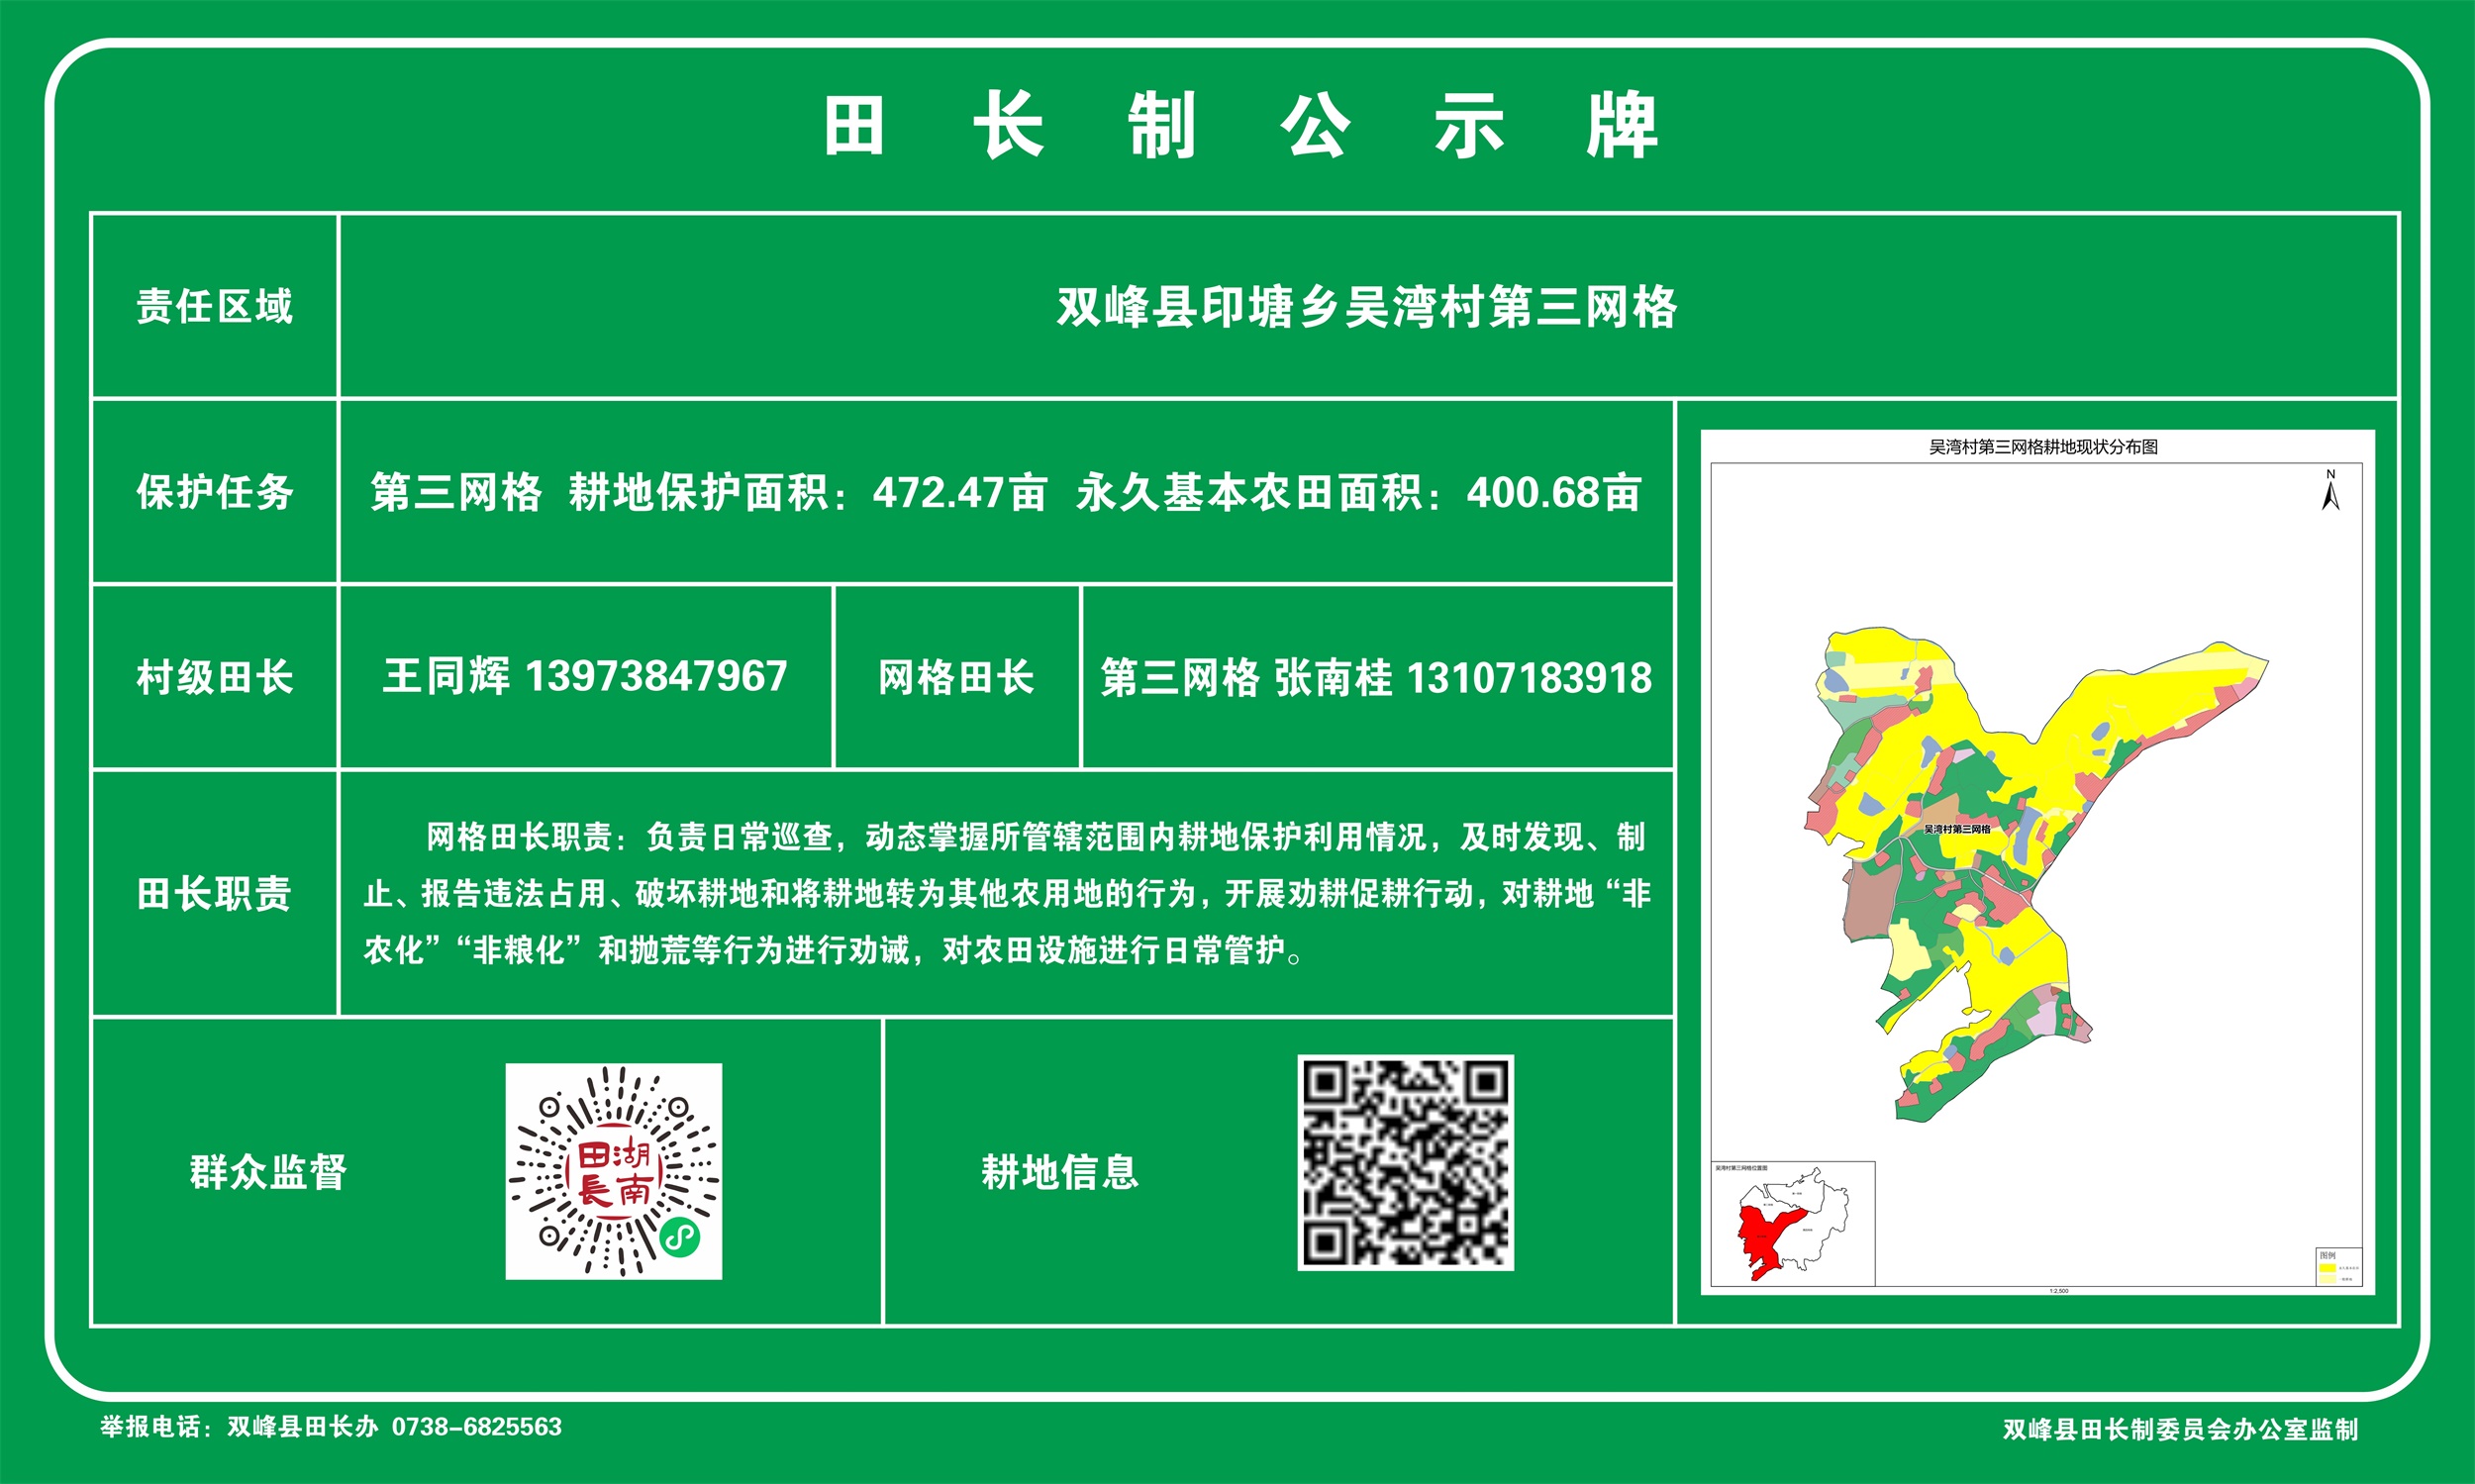 田长制公示牌
责任区域
双峰县印塘乡吴湾村第三网格
保护任务
第三网格 耕地保护面积：472.47亩 永久基本农田面积：400.68亩
村级田长
王同辉 13973847967
网格田长
第三网格 张南桂 13107183918
田长职责
网格田长职责：负责日常巡查，动态掌握所管辖范围内耕地保护利用情况，及时发现、制
止、报告违法占用、破坏耕地和将耕地转为其他农用地的行为，开展劝耕促耕行动，对耕地“非
农化”“非粮化”和抛荒等行为进行劝诫，对农田设施进行日常管护。
群众监督
湖南
田長
耕地信息
吴湾村第三网格耕地现状分布图
N
吴湾村第三网格
吴湾村第三网格位置图
图例
1:2,500
举报电话：双峰县田长办 0738-6825563
双峰县田长制委员会办公室监制